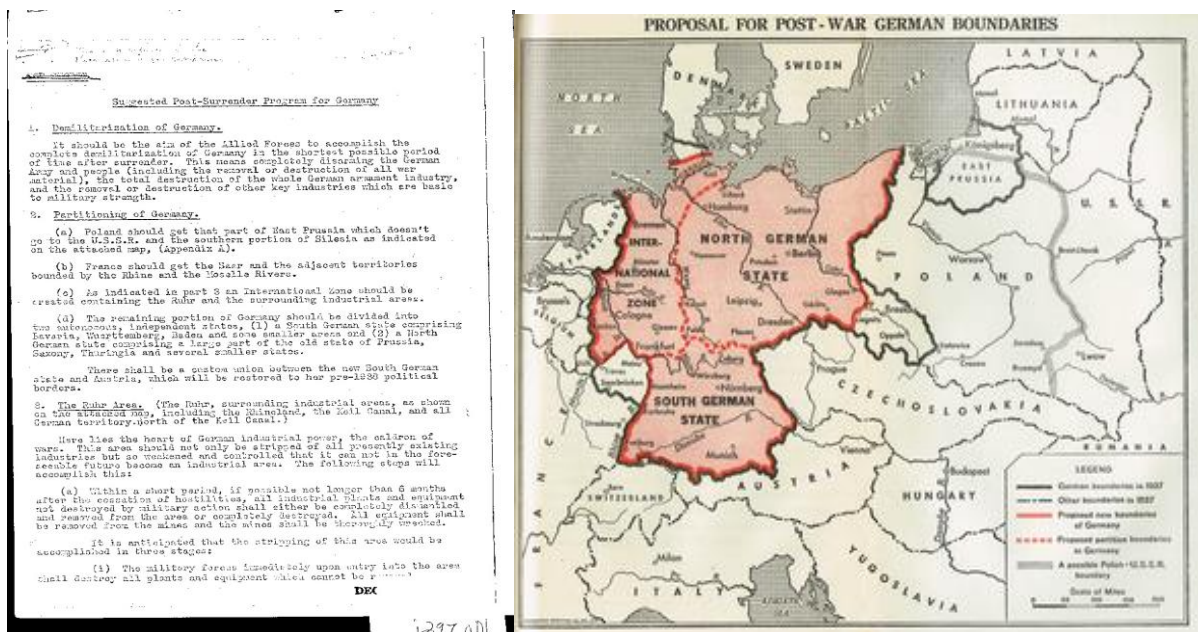 Suggested Post-Surrender Program for Germany
1. Demilitarization of Germany.
It should be the aim of the Allied Forces to accomplish the
complete demilitarization of Germany in the shortest possible period
of time after surrender. This means completely disarming the German
Army and people (including the removal or destruction of all war
material), the total destruction of the whole German armament industry,
and the removal or destruction of other key industries which are basic
to military strength.
2. Partitioning of Germany.
(a) Poland should get that part of East Prussia which doesn't
go to the U.S.S.R. and the southern portion of Silesia as indicated
on the attached map, (Appendix A).
(b) France should get the Saar and the adjacent territories
bounded by the Rhine and the Moselle Rivers.
(c) As indicated in part 3 an International Zone should be
created containing the Ruhr and the surrounding industrial areas.
(d) The remaining portion of Germany should be divided into
two autonomous, independent states, (1) a South German state comprising
Bavaria, Wuerttemberg, Baden and some smaller areas and (2) a North
German state comprising a large part of the old state of Prussia,
Saxony, Thuringia and several smaller states.
There shall be a custom union between the new South German
state and Austria, which will be restored to her pre-1938 political
borders.
3. The Ruhr Area. (The Ruhr, surrounding industrial areas, as shown
on the attached map, including the Rhineland, the Keil Canal, and all
German territory north of the Keil Canal.)
Here lies the heart of German industrial power, the caldron of
wars. This area should not only be stripped of all presently existing
industries but so weakened and controlled that it can not in the fore-
seeable future become an industrial area. The following steps will
accomplish this:
(a) Within a short period, if possible not longer than 6 months
after the cessation of hostilities, all industrial plants and equipment
not destroyed by military action shall either be completely dismantled
and removed from the area or completely destroyed. All equipment shall
be removed from the mines and the mines shall be thoroughly wrecked.
It is anticipated that the stripping of this area would be
accomplished in three stages:
(i) The military forces immediately upon entry into the area
shall destroy all plants and equipment which cannot be
DEC
PROPOSAL FOR POST-WAR GERMAN BOUNDARIES
LATVIA
SWEDEN
DENMARK
NORTH
SEA
BALTIC SEA
LITHUANIA
Memel
Königsberg
EAST
PRUSSIA
U. S. S. R.
Hamburg
Stettin
NETHERLANDS
INTER-
NATIONAL
ZONE
Cologne
NORTH GERMAN
STATE
Berlin
Potsdam
Leipzig
Dresden
POLAND
Warsaw
Brest-Litovsk
Brussels
BELGIUM
Frankfurt
Coburg
Würzburg
Nürnberg
SOUTH GERMAN
STATE
Munich
Breslau
Oppeln
Katowice
Cracow
Lwow
Prague
CZECHOSLOVAKIA
Saarbrücken
Strasbourg
FRANCE
Bern
SWITZERLAND
AUSTRIA
Vienna
Budapest
HUNGARY
RUMANIA
Milan
ITALY
ADRIATIC
SEA
YUGOSLAVIA
LEGEND
German boundaries in 1937
Other boundaries in 1937
Proposed new boundaries
of Germany
Proposed partition boundaries
in Germany
A possible Polish-U.S.S.R.
boundary
Scale of Miles